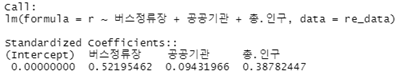 Call:
lm(formula = r ~ 버스정류장 + 공공기관 + 총.인구, data = re_data)
Standardized Coefficients::
(Intercept) 버스정류장 공공기관 총.인구
0.00000000 0.52195462 0.09431966 0.38782447